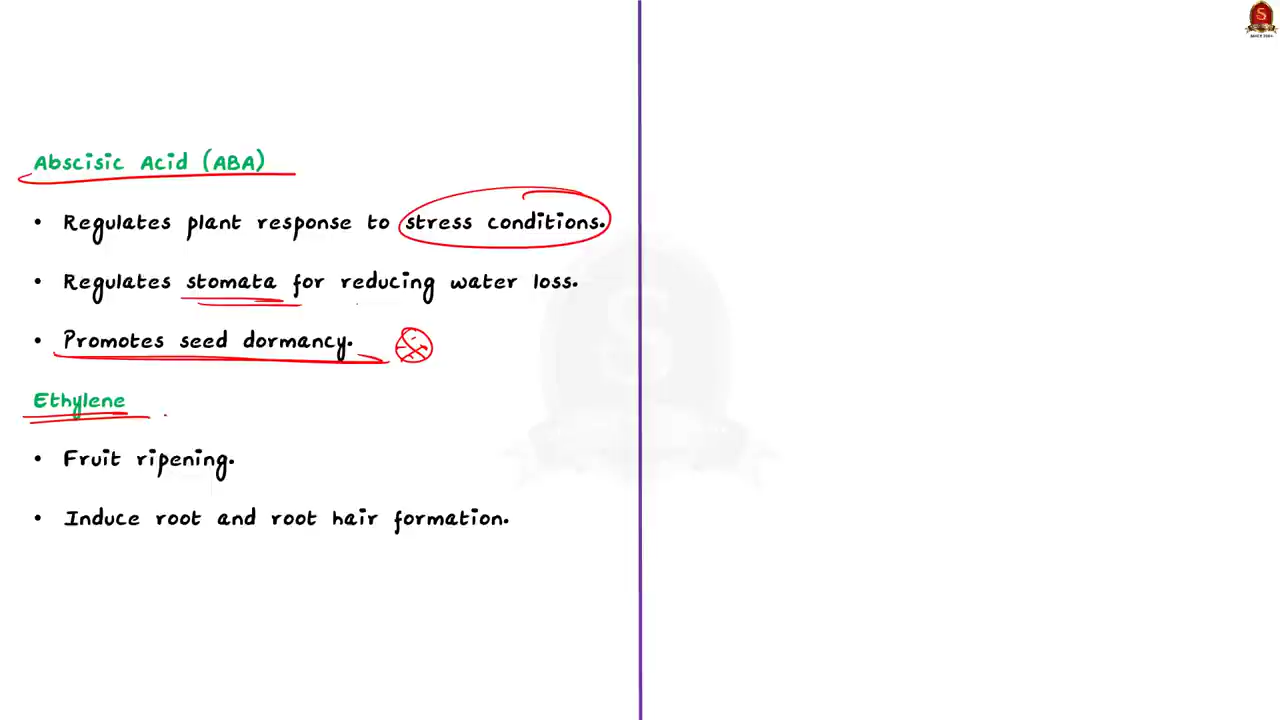 Abscisic Acid (ABA)
• Regulates plant response to stress conditions.
• Regulates stomata for reducing water loss.
• Promotes seed dormancy.
Ethylene
• Fruit ripening.
• Induce root and root hair formation.
S